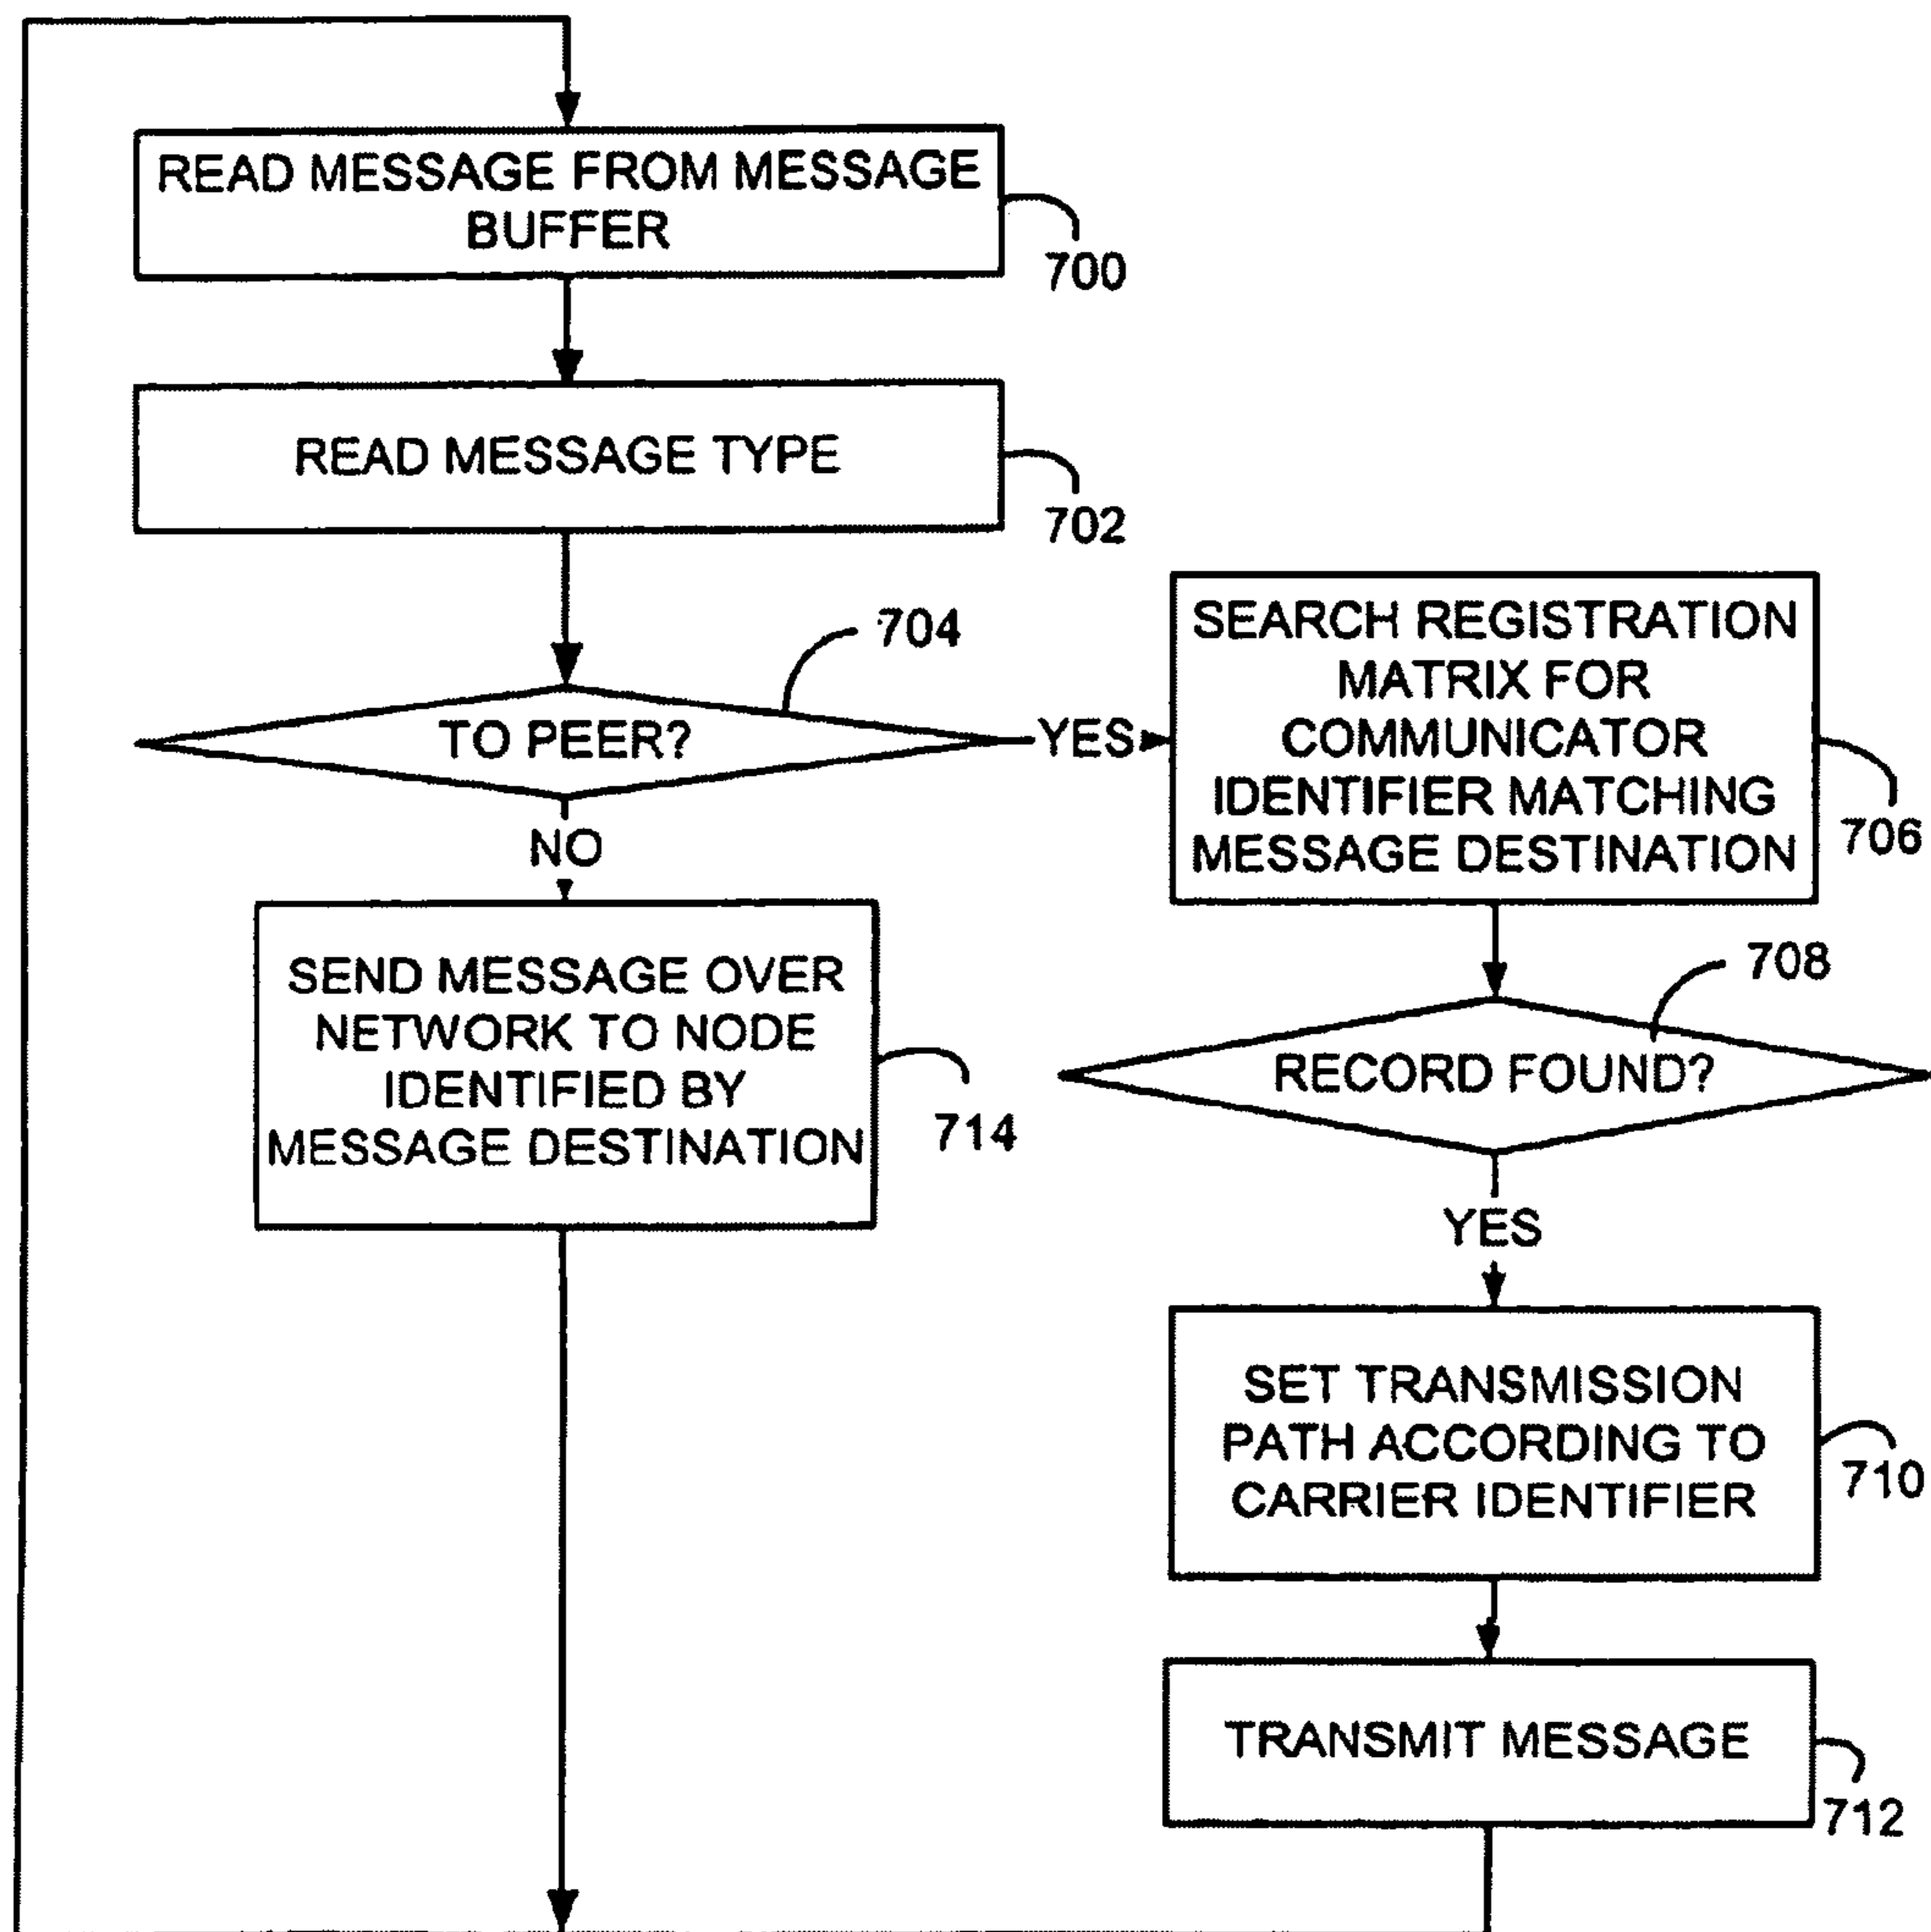 READ MESSAGE FROM MESSAGE
BUFFER
700
READ MESSAGE TYPE
702
704
TO PEER?
YES
NO
SEARCH REGISTRATION
MATRIX FOR
COMMUNICATOR
IDENTIFIER MATCHING
MESSAGE DESTINATION
706
SEND MESSAGE OVER
NETWORK TO NODE
IDENTIFIED BY
MESSAGE DESTINATION
714
708
RECORD FOUND?
YES
SET TRANSMISSION
PATH ACCORDING TO
CARRIER IDENTIFIER
710
TRANSMIT MESSAGE
712